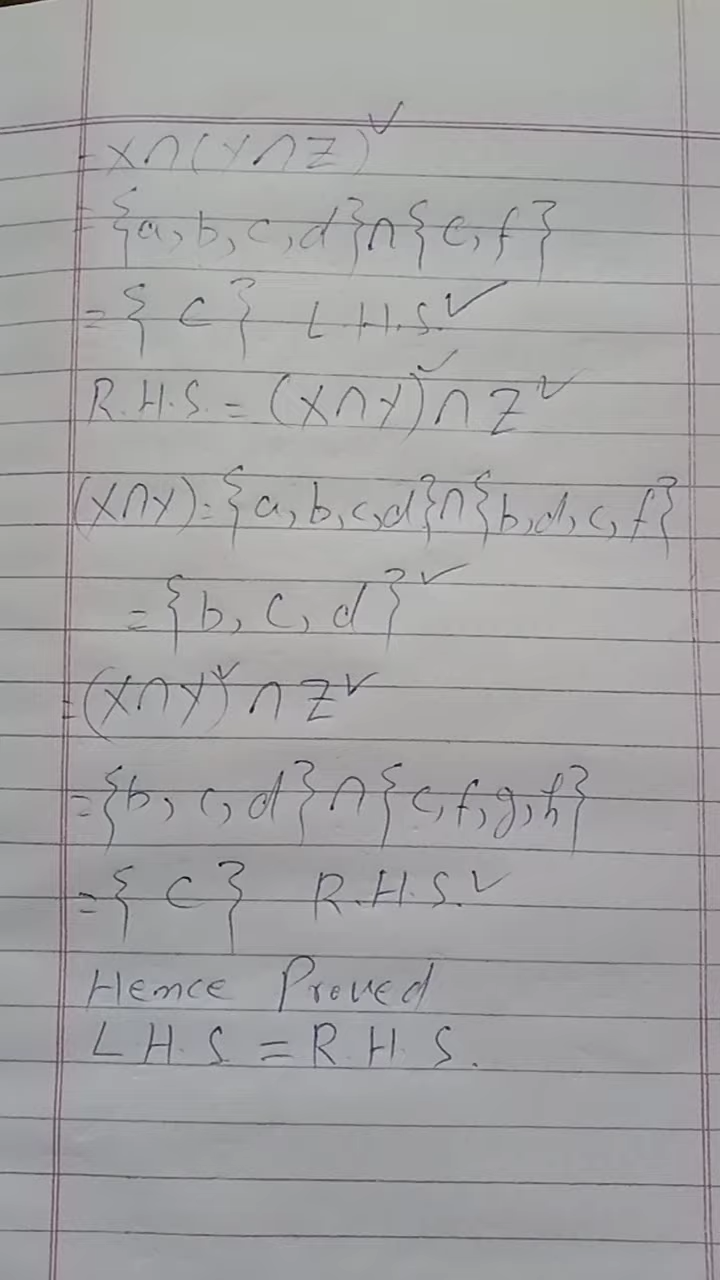 = X∩(Y∩Z) ✓
= {a, b, c, d}∩{c, f}
= { c } L.H.S. ✓
R.H.S. = (X∩Y) ✓ ∩ Z ✓
(X∩Y) = {a, b, c, d}∩{b, d, c, f}
= {b, c, d} ✓
= (X∩Y) ✓ ∩ Z ✓
= {b, c, d}∩{c, f, g, h}
= { c } R.H.S. ✓
Hence Proved
L H.S. = R.H.S.